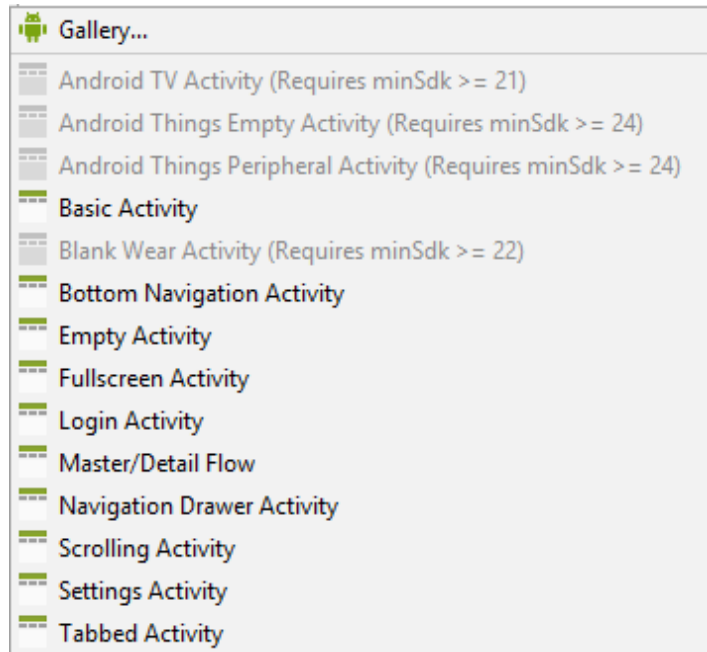 Gallery...
Android TV Activity (Requires minSdk >= 21)
Android Things Empty Activity (Requires minSdk >= 24)
Android Things Peripheral Activity (Requires minSdk >= 24)
Basic Activity
Blank Wear Activity (Requires minSdk >= 22)
Bottom Navigation Activity
Empty Activity
Fullscreen Activity
Login Activity
Master/Detail Flow
Navigation Drawer Activity
Scrolling Activity
Settings Activity
Tabbed Activity